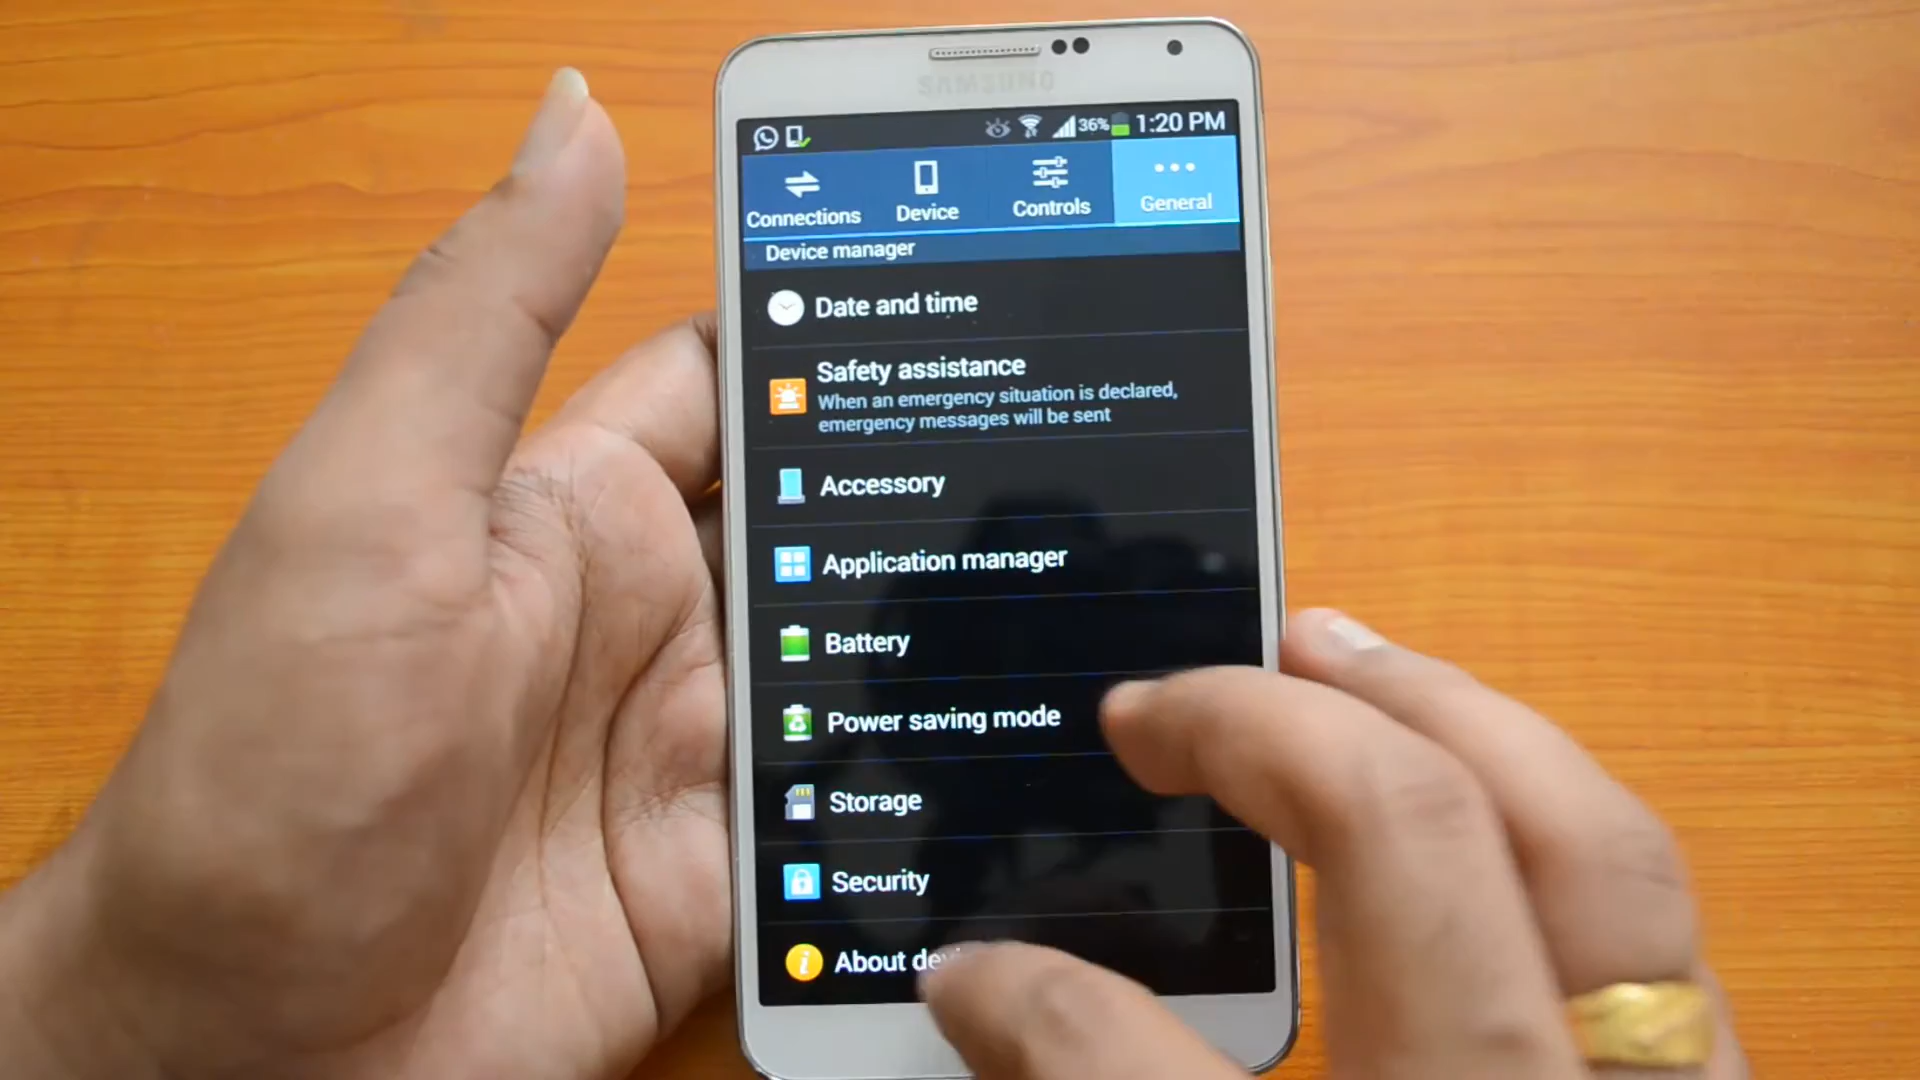 SAMSUNG
36% 1:20 PM
Connections Device Controls General
Device manager
Date and time
Safety assistance
When an emergency situation is declared,
emergency messages will be sent
Accessory
Application manager
Battery
Power saving mode
Storage
Security
About